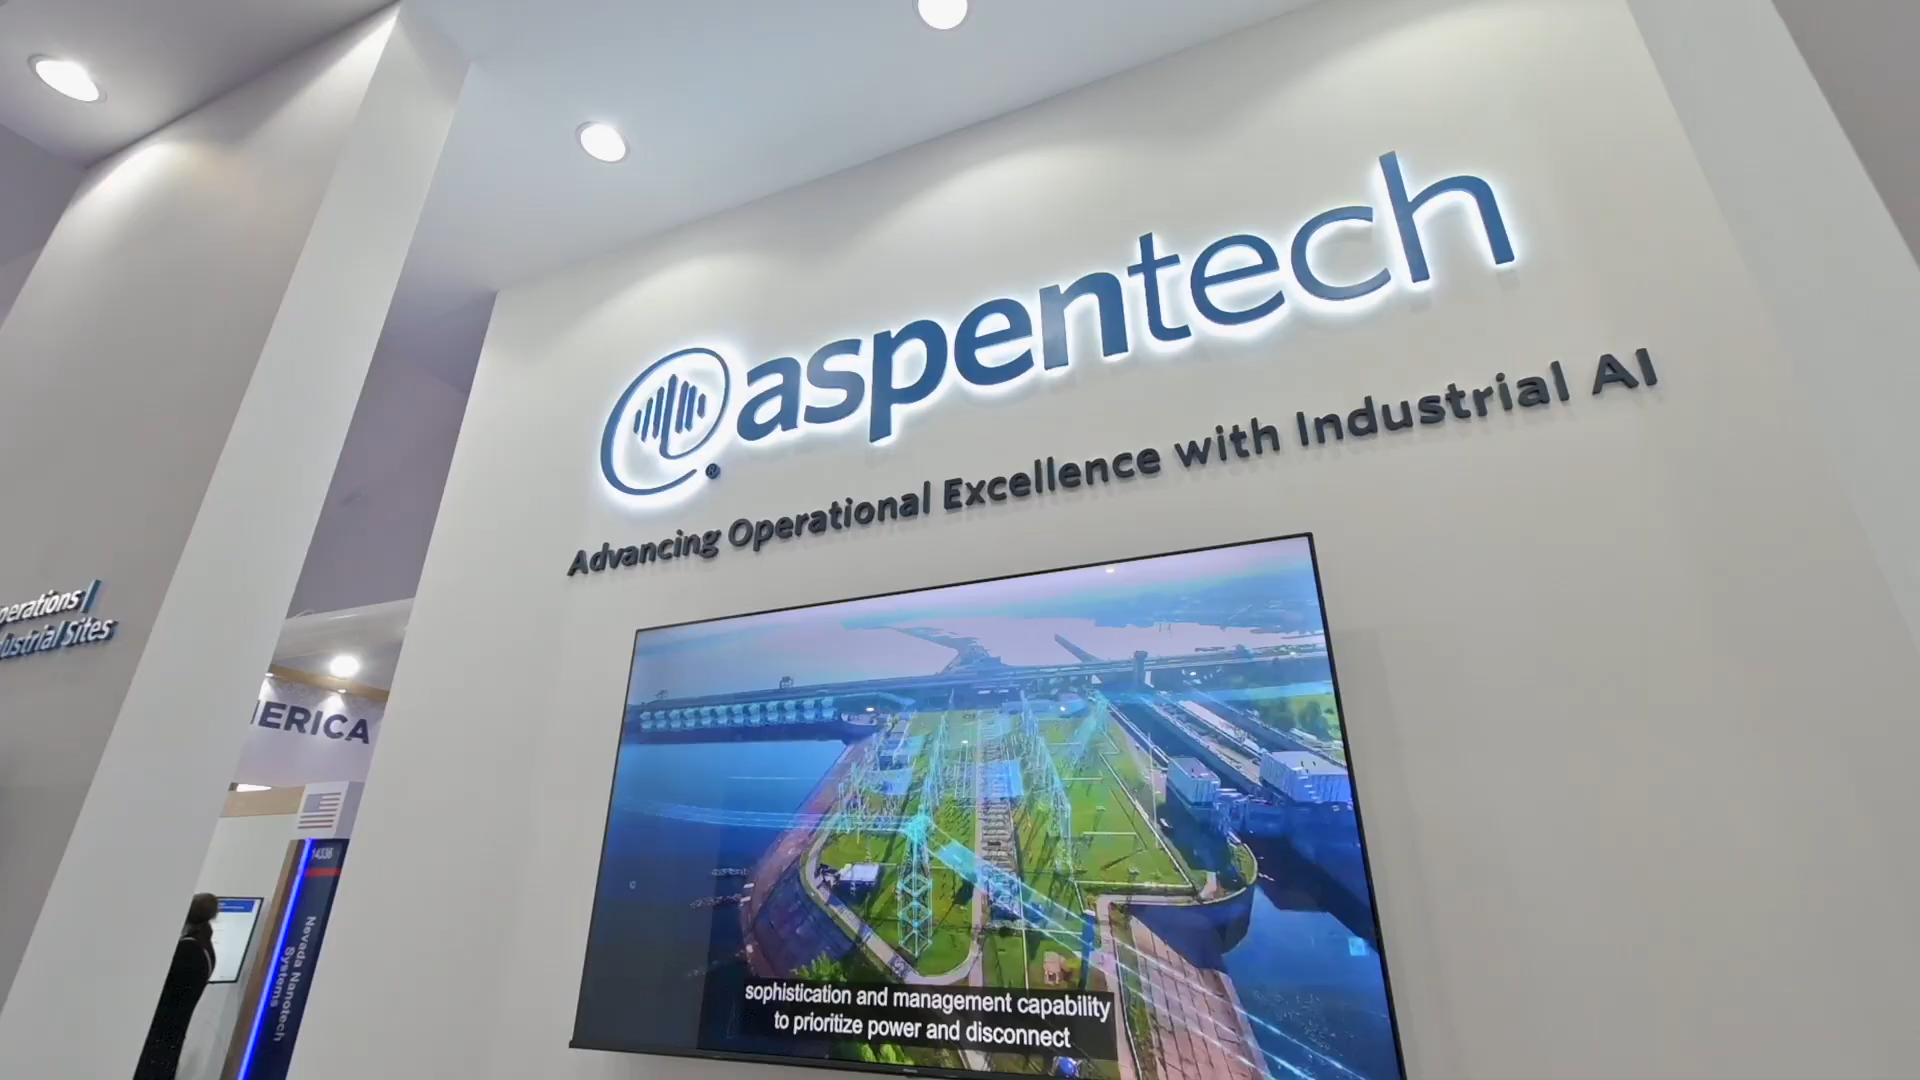 aspentech
®
Advancing Operational Excellence with Industrial AI
perations
ustrial Sites
ERICA
14336
Nevada Nanotech
Systems
sophistication and management capability
to prioritize power and disconnect